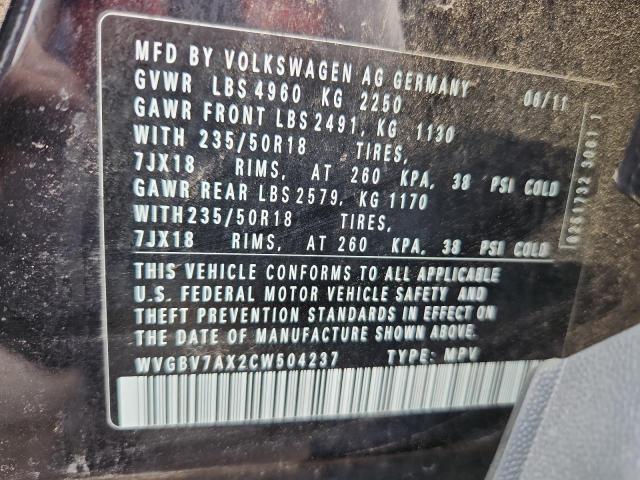 MFD BY VOLKSWAGEN AG GERMANY 06/11
GVWR LBS 4960 KG 2250
GAWR FRONT LBS 2491, KG 1130
WITH 235/50R18 TIRES,
7JX18 RIMS, AT 260 KPA, 38 PSI COLD
GAWR REAR LBS 2579, KG 1170
WITH 235/50R18 TIRES,
7JX18 RIMS, AT 260 KPA, 38 PSI COLD
THIS VEHICLE CONFORMS TO ALL APPLICABLE
U.S. FEDERAL MOTOR VEHICLE SAFETY AND
THEFT PREVENTION STANDARDS IN EFFECT ON
THE DATE OF MANUFACTURE SHOWN ABOVE.
WVGBV7AX2CW504237 TYPE: MPV